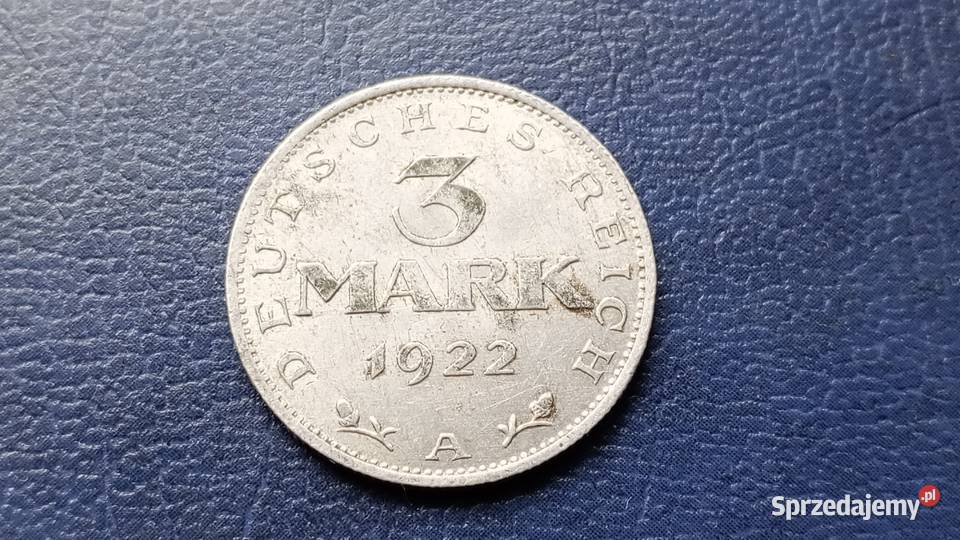 DEUTSCHES REICH
3
MARK
1922
A
Sprzedajemy.pl